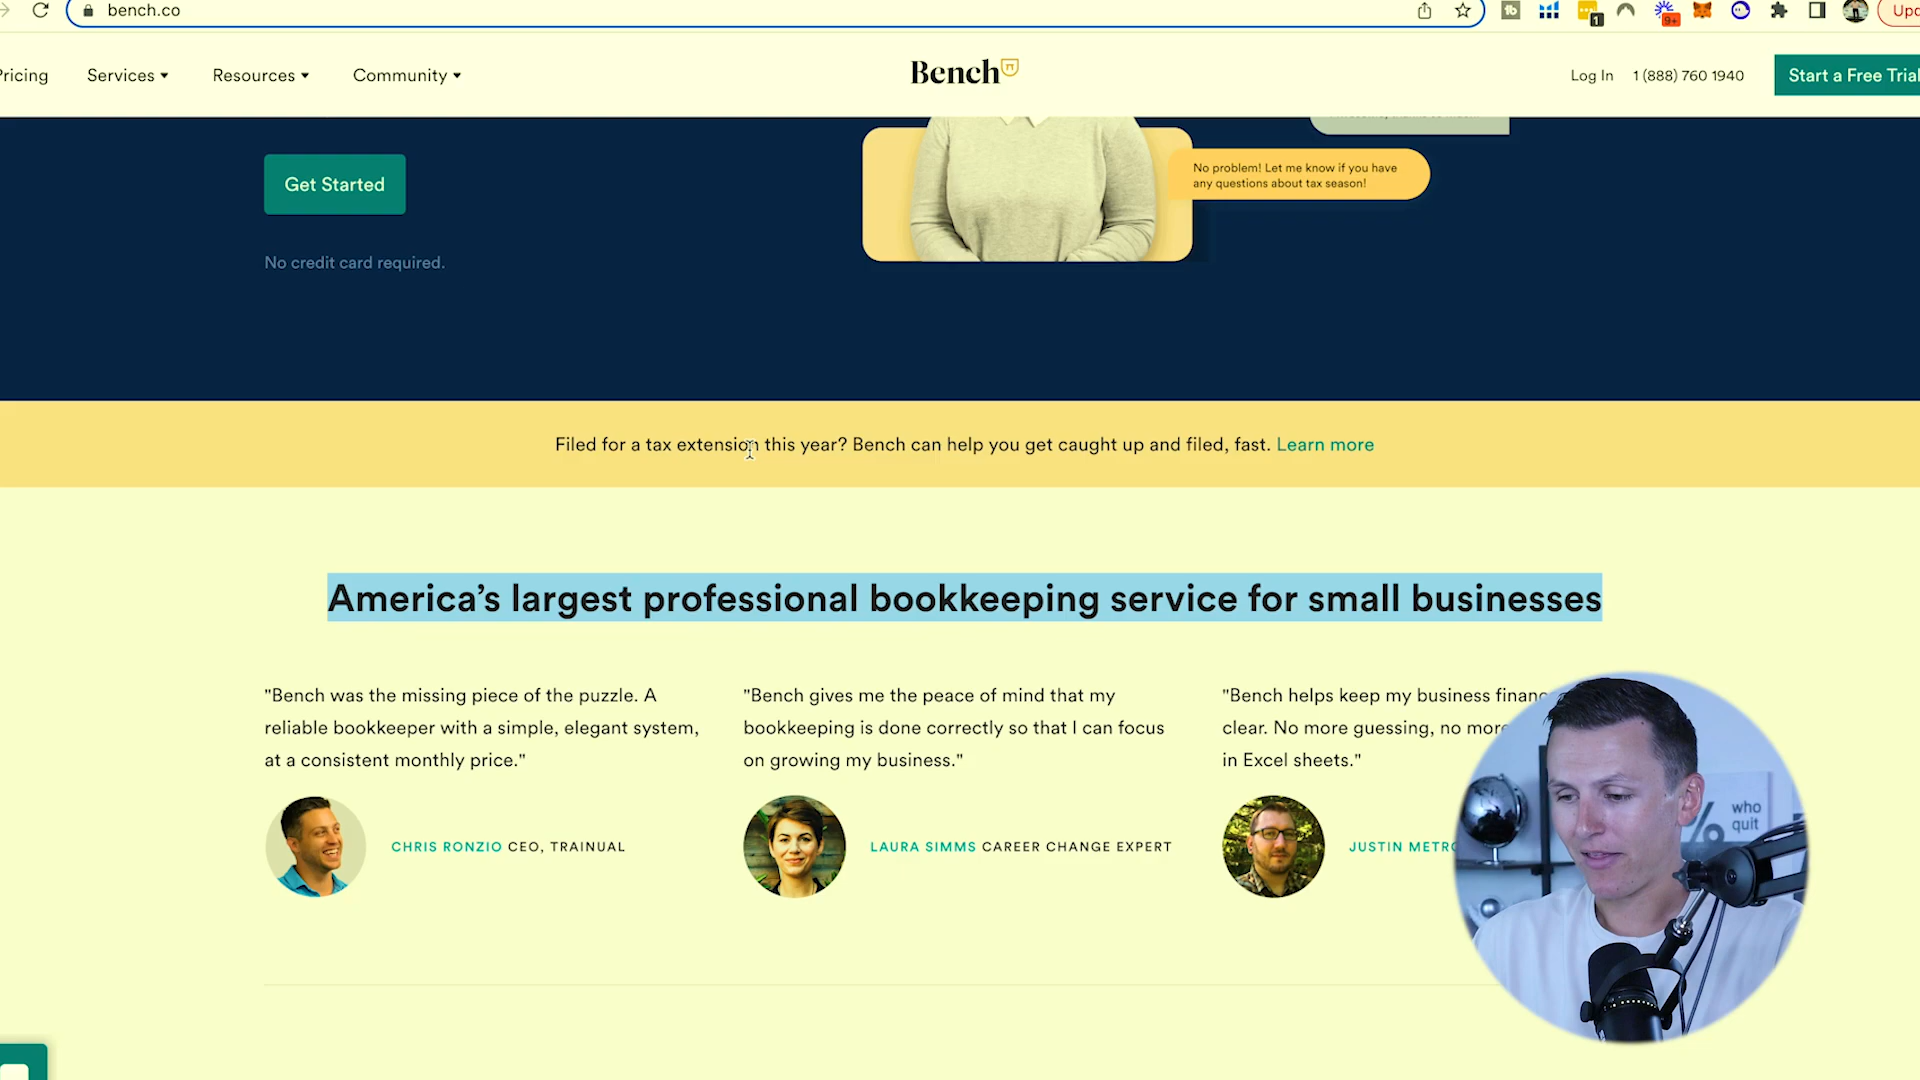 bench.co
1
9+
Pricing
Services
Resources
Community
Bench
Log In
1 (888) 760 1940
Start a Free Trial
Get Started
No problem! Let me know if you have
any questions about tax season!
No credit card required.
Filed for a tax extension this year? Bench can help you get caught up and filed, fast. Learn more
America's largest professional bookkeeping service for small businesses
"Bench was the missing piece of the puzzle. A
reliable bookkeeper with a simple, elegant system,
at a consistent monthly price."
CHRIS RONZIO CEO, TRAINUAL
"Bench gives me the peace of mind that my
bookkeeping is done correctly so that I can focus
on growing my business."
LAURA SIMMS CAREER CHANGE EXPERT
"Bench helps keep my business
clear. No more guessing, no more
in Excel sheets."
JUSTIN
who
quit